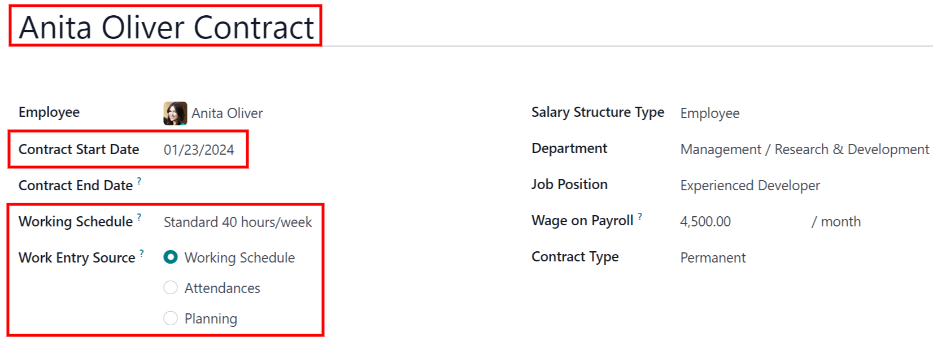 Anita Oliver Contract
Employee Anita Oliver
Contract Start Date 01/23/2024
Contract End Date ?
Working Schedule ? Standard 40 hours/week
Work Entry Source ? Working Schedule
Attendances
Planning
Salary Structure Type Employee
Department Management / Research & Development
Job Position Experienced Developer
Wage on Payroll ? 4,500.00 / month
Contract Type Permanent